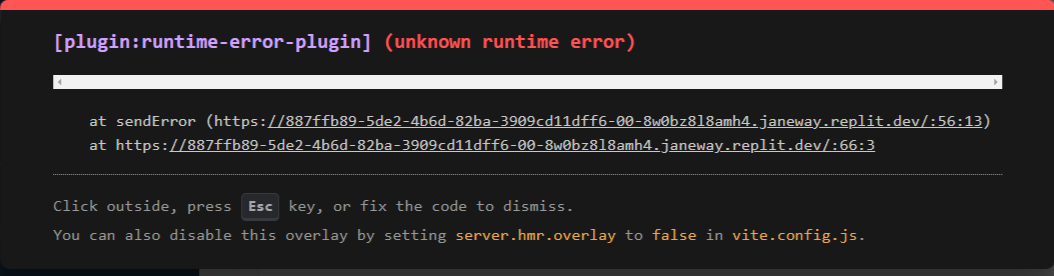 [plugin:runtime-error-plugin] (unknown runtime error)
at sendError (https://887ffb89-5de2-4b6d-82ba-3909cd11dff6-00-8w0bz8l8amh4.janeway.replit.dev/:56:13)
at https://887ffb89-5de2-4b6d-82ba-3909cd11dff6-00-8w0bz8l8amh4.janeway.replit.dev/:66:3
Click outside, press Esc key, or fix the code to dismiss.
You can also disable this overlay by setting server.hmr.overlay to false in vite.config.js.